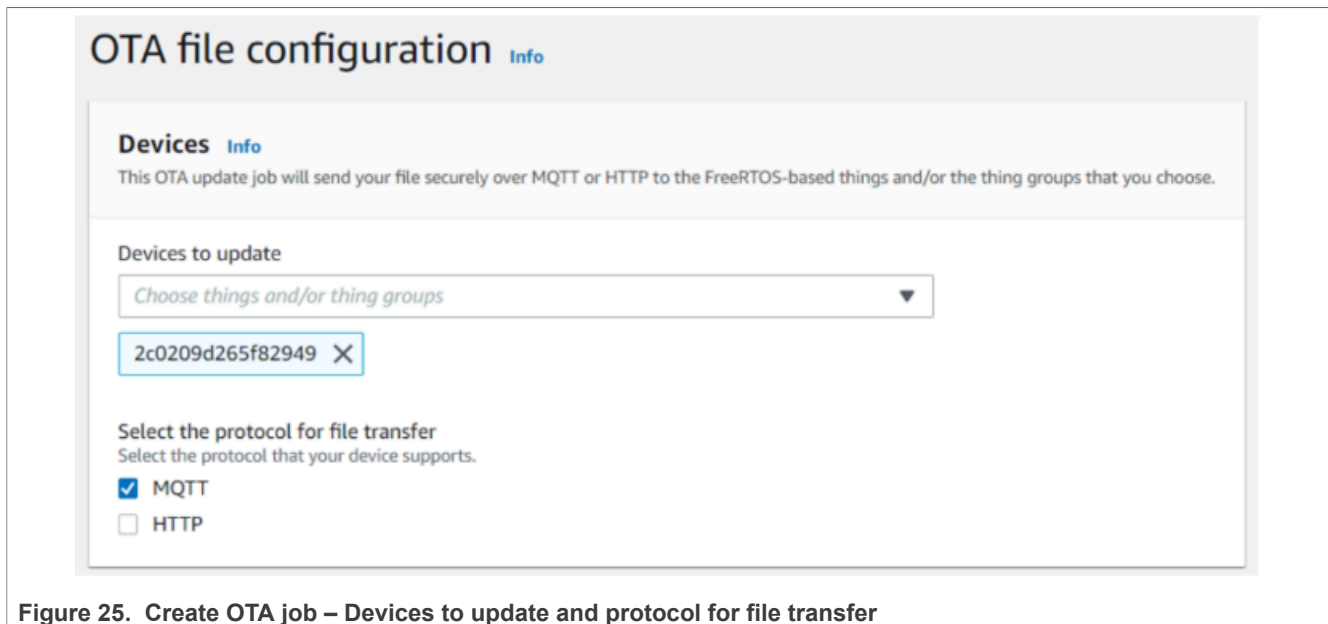 OTA file configuration Info
Devices Info
This OTA update job will send your file securely over MQTT or HTTP to the FreeRTOS-based things and/or the thing groups that you choose.
Devices to update
Choose things and/or thing groups
2c0209d265f82949
Select the protocol for file transfer
Select the protocol that your device supports.
MQTT
HTTP
Figure 25. Create OTA job – Devices to update and protocol for file transfer